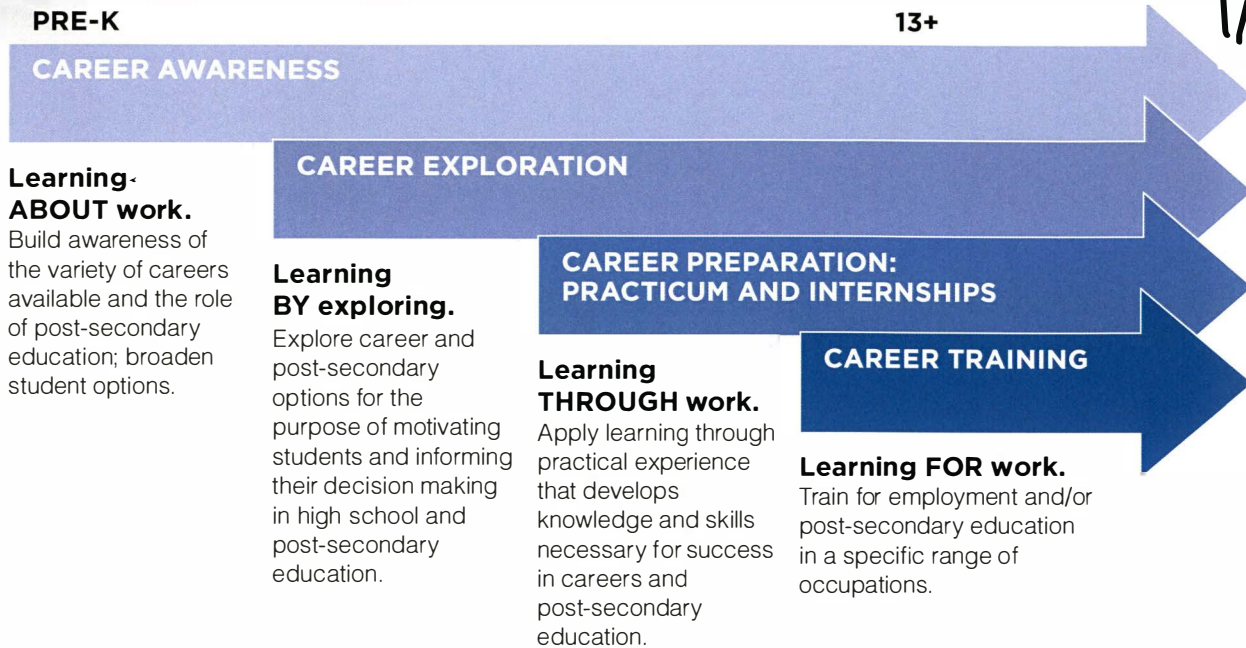 PRE-K
13+
CAREER AWARENESS
Learning
ABOUT work.
Build awareness of
the variety of careers
available and the role
of post-secondary
education; broaden
student options.
CAREER EXPLORATION
Learning
BY exploring.
Explore career and
post-secondary
options for the
purpose of motivating
students and informing
their decision making
in high school and
post-secondary
education.
CAREER PREPARATION:
PRACTICUM AND INTERNSHIPS
Learning
THROUGH work.
Apply learning through
practical experience
that develops
knowledge and skills
necessary for success
in careers and
post-secondary
education.
CAREER TRAINING
Learning FOR work.
Train for employment and/or
post-secondary education
in a specific range of
occupations.